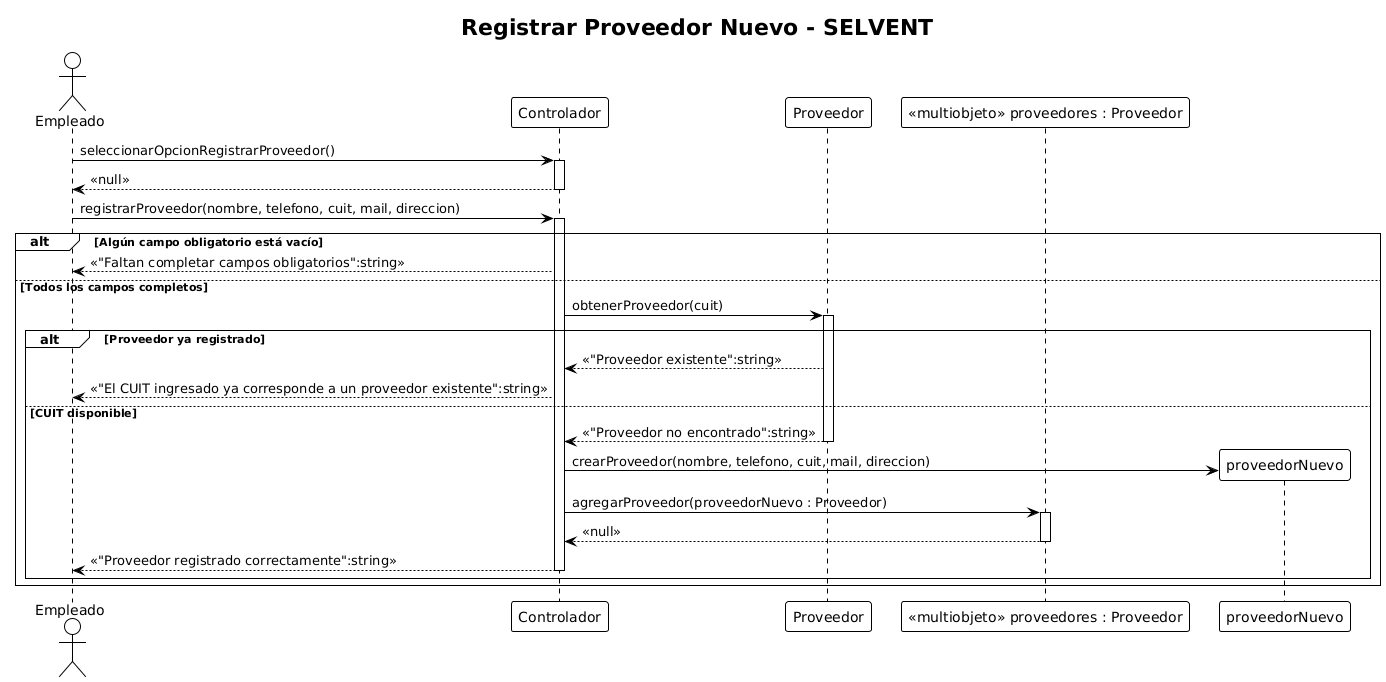 Registrar Proveedor Nuevo - SELVENT
Empleado
Controlador
Proveedor
«multiobjeto» proveedores : Proveedor
seleccionarOpcionRegistrarProveedor()
«null»
registrarProveedor(nombre, telefono, cuit, mail, direccion)
alt [Algún campo obligatorio está vacío]
«"Faltan completar campos obligatorios":string»
[Todos los campos completos]
obtenerProveedor(cuit)
alt [Proveedor ya registrado]
«"Proveedor existente":string»
«"El CUIT ingresado ya corresponde a un proveedor existente":string»
[CUIT disponible]
«"Proveedor no encontrado":string»
crearProveedor(nombre, telefono, cuit, mail, direccion)
proveedorNuevo
agregarProveedor(proveedorNuevo : Proveedor)
«null»
«"Proveedor registrado correctamente":string»
Empleado
Controlador
Proveedor
«multiobjeto» proveedores : Proveedor
proveedorNuevo